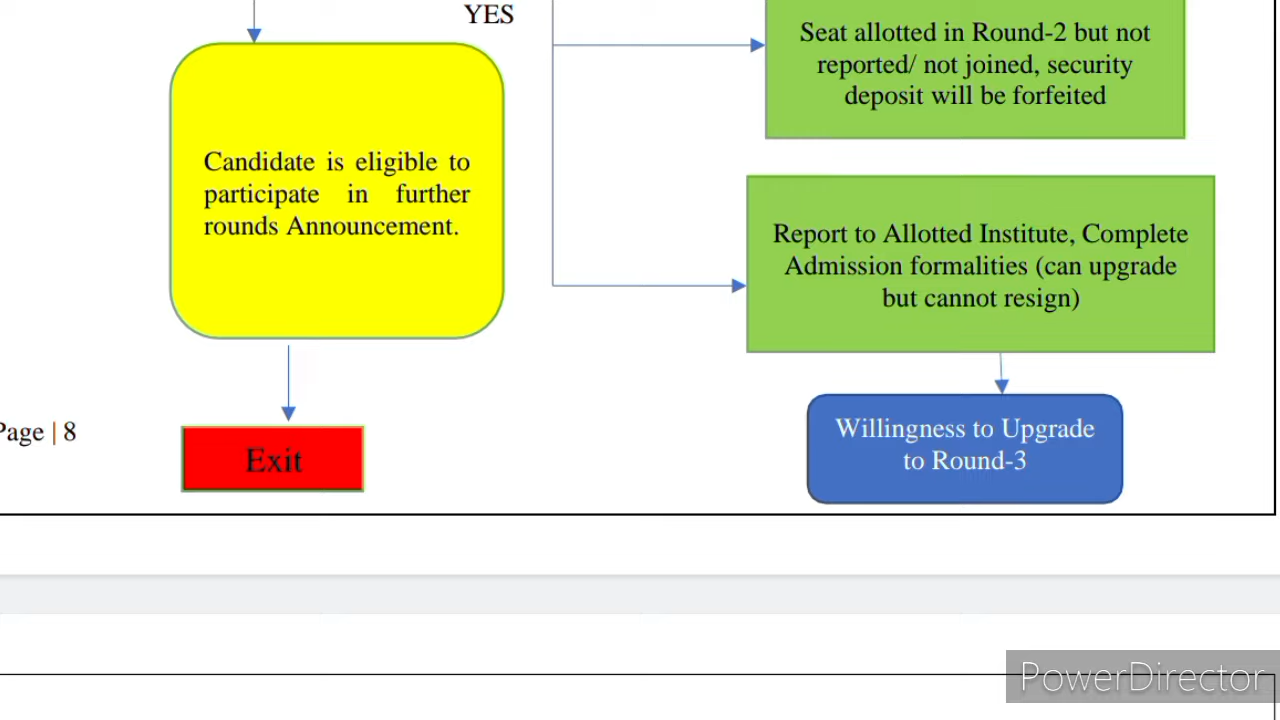 YES
Seat allotted in Round-2 but not
reported/ not joined, security
deposit will be forfeited
Candidate is eligible to
participate in further
rounds Announcement.
Report to Allotted Institute, Complete
Admission formalities (can upgrade
but cannot resign)
Willingness to Upgrade
to Round-3
Page | 8
Exit
PowerDirector